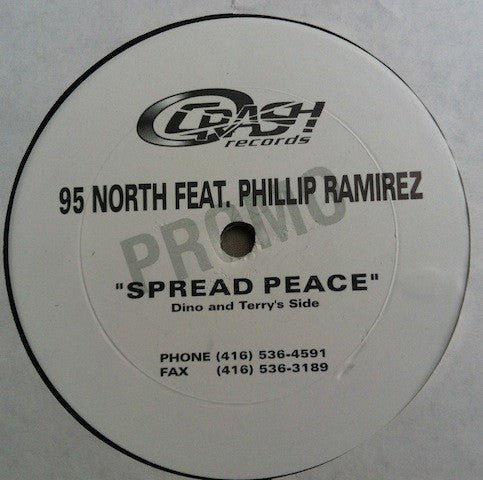 CRASH!
records
95 NORTH FEAT. PHILLIP RAMIREZ
PROMO
"SPREAD PEACE"
Dino and Terry's Side
PHONE (416) 536-4591
FAX (416) 536-3189